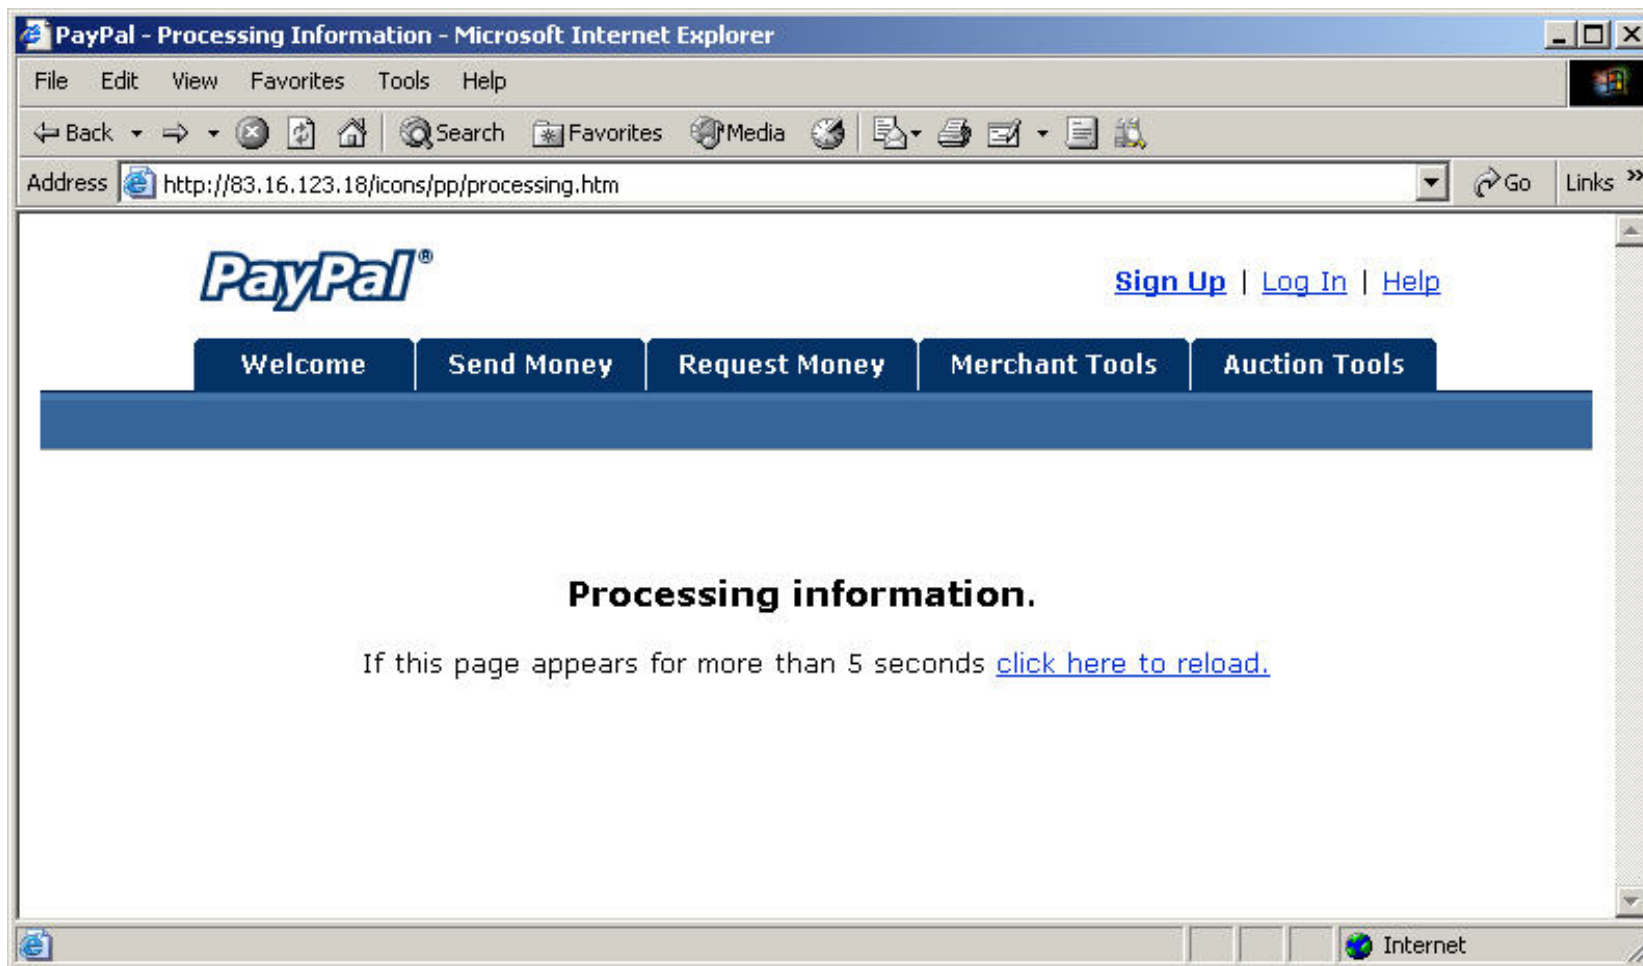 PayPal - Processing Information - Microsoft Internet Explorer
File Edit View Favorites Tools Help
Back Search Favorites Media
Address http://83.16.123.18/icons/pp/processing.htm Go Links »
PayPal®
Sign Up | Log In | Help
Welcome Send Money Request Money Merchant Tools Auction Tools
Processing information.
If this page appears for more than 5 seconds click here to reload.
Internet